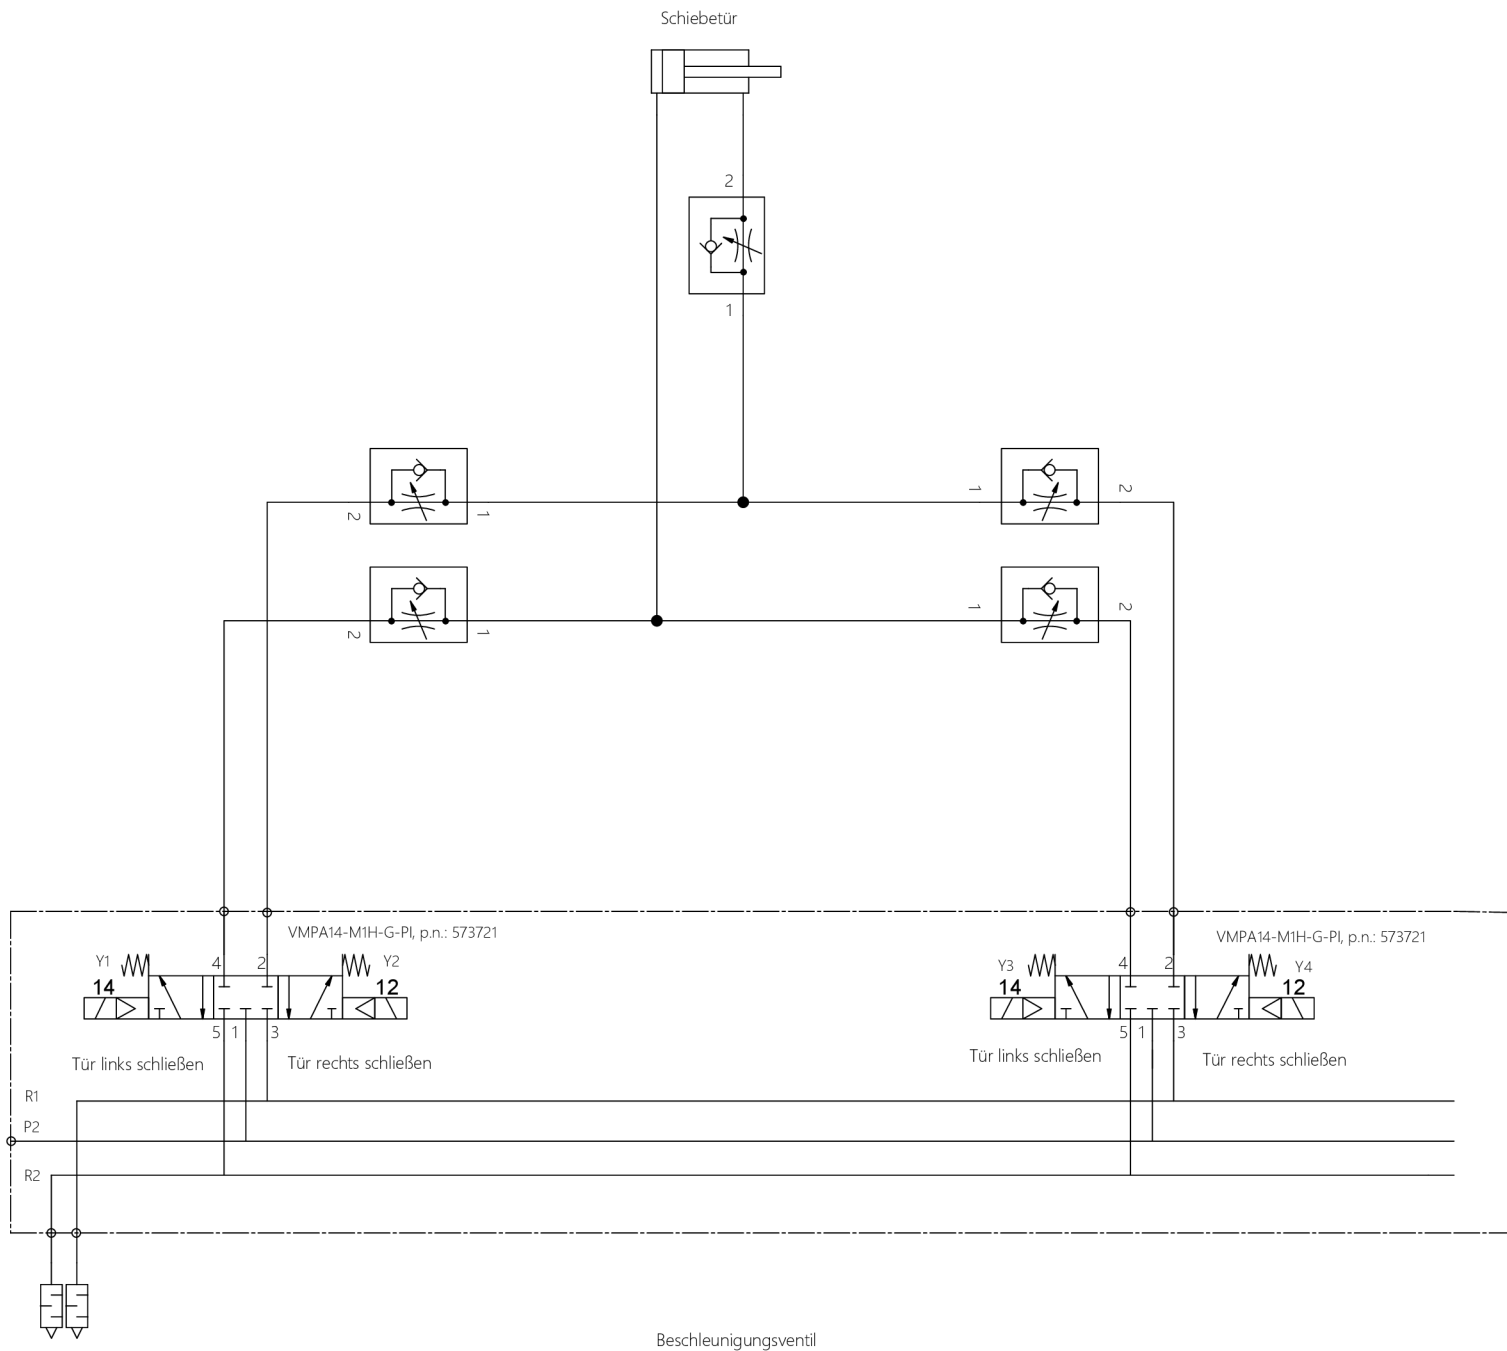 Schiebetür
2
1
2
1
1
2
2
1
1
2
VMPA14-M1H-G-PI, p.n.: 573721
VMPA14-M1H-G-PI, p.n.: 573721
Y1
4
2
Y2
Y3
4
2
Y4
14
12
14
12
5
1
3
5
1
3
Tür links schließen
Tür rechts schließen
Tür links schließen
Tür rechts schließen
R1
P2
R2
Beschleunigungsventil